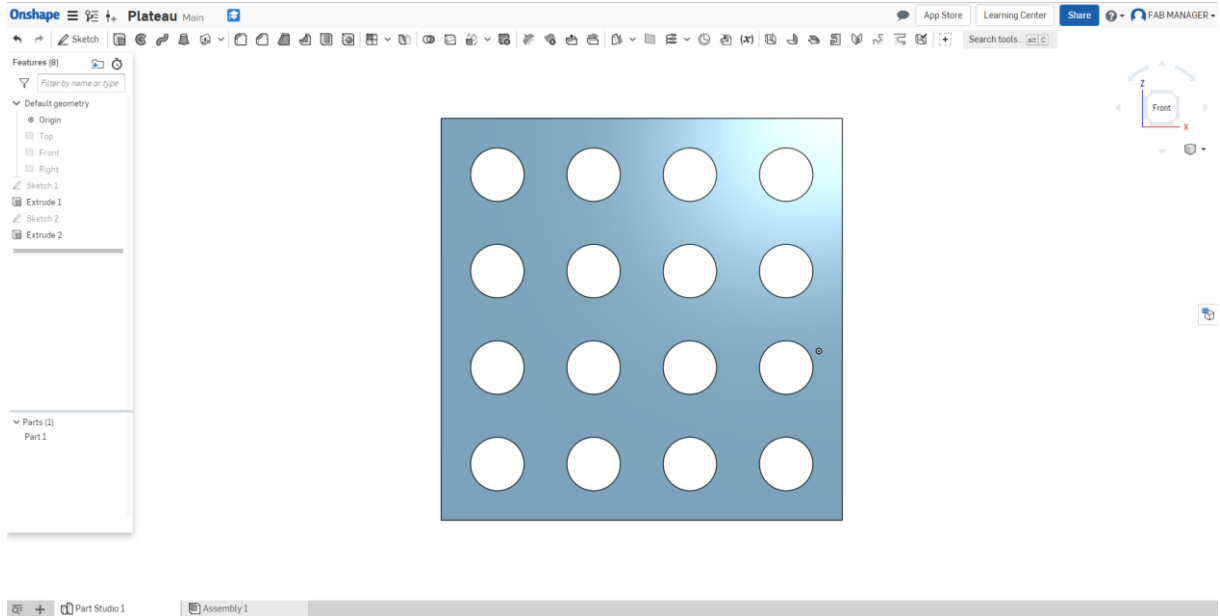 Onshape Plateau Main App Store Learning Center Share FAB MANAGER
Sketch (x) Search tools... alt C
Features (8)
Filter by name or type
Default geometry
Origin
Top
Front
Right
Sketch 1
Extrude 1
Sketch 2
Extrude 2
Parts (1)
Part 1
Z
Front
X
Part Studio 1 Assembly 1